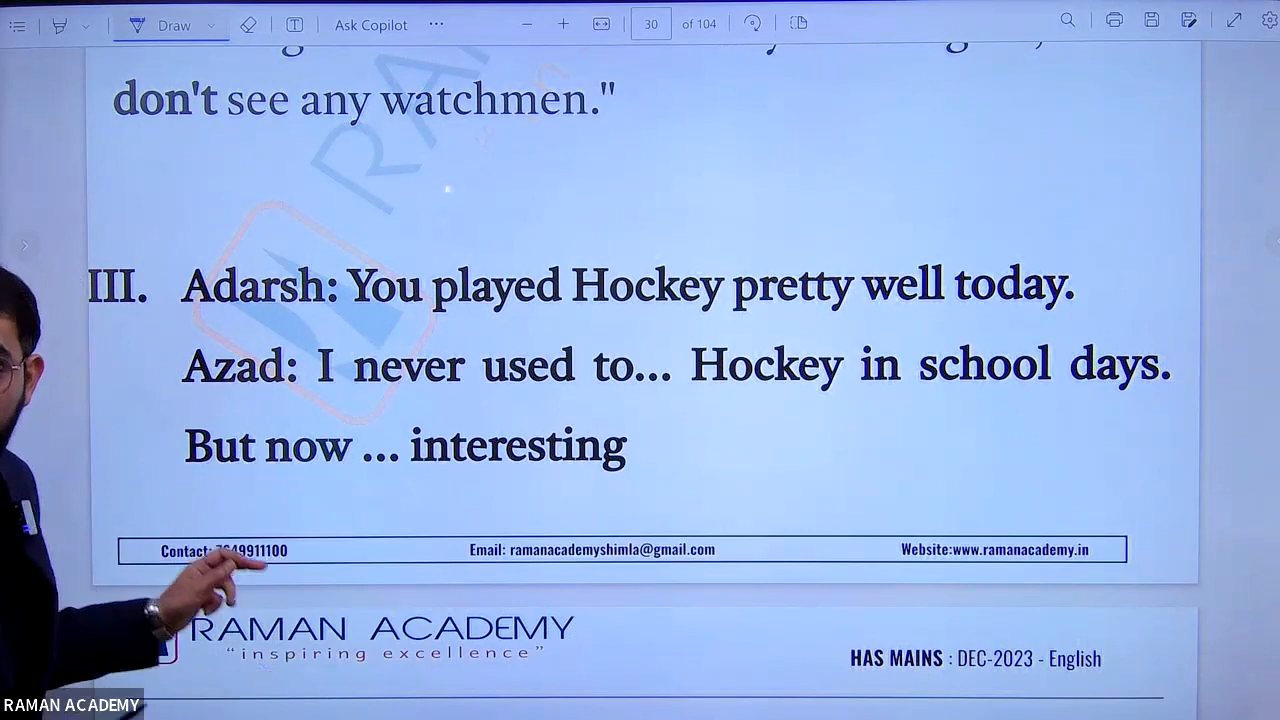 Draw
Ask Copilot
30 of 104
don't see any watchmen."
RA
III. Adarsh: You played Hockey pretty well today.
Azad: I never used to... Hockey in school days.
But now ... interesting
Contact: 49911100
Email: ramanacademyshimla@gmail.com
Website:www.ramanacademy.in
RAMAN ACADEMY
"inspiring excellence"
HAS MAINS : DEC-2023 - English
RAMAN ACADEMY